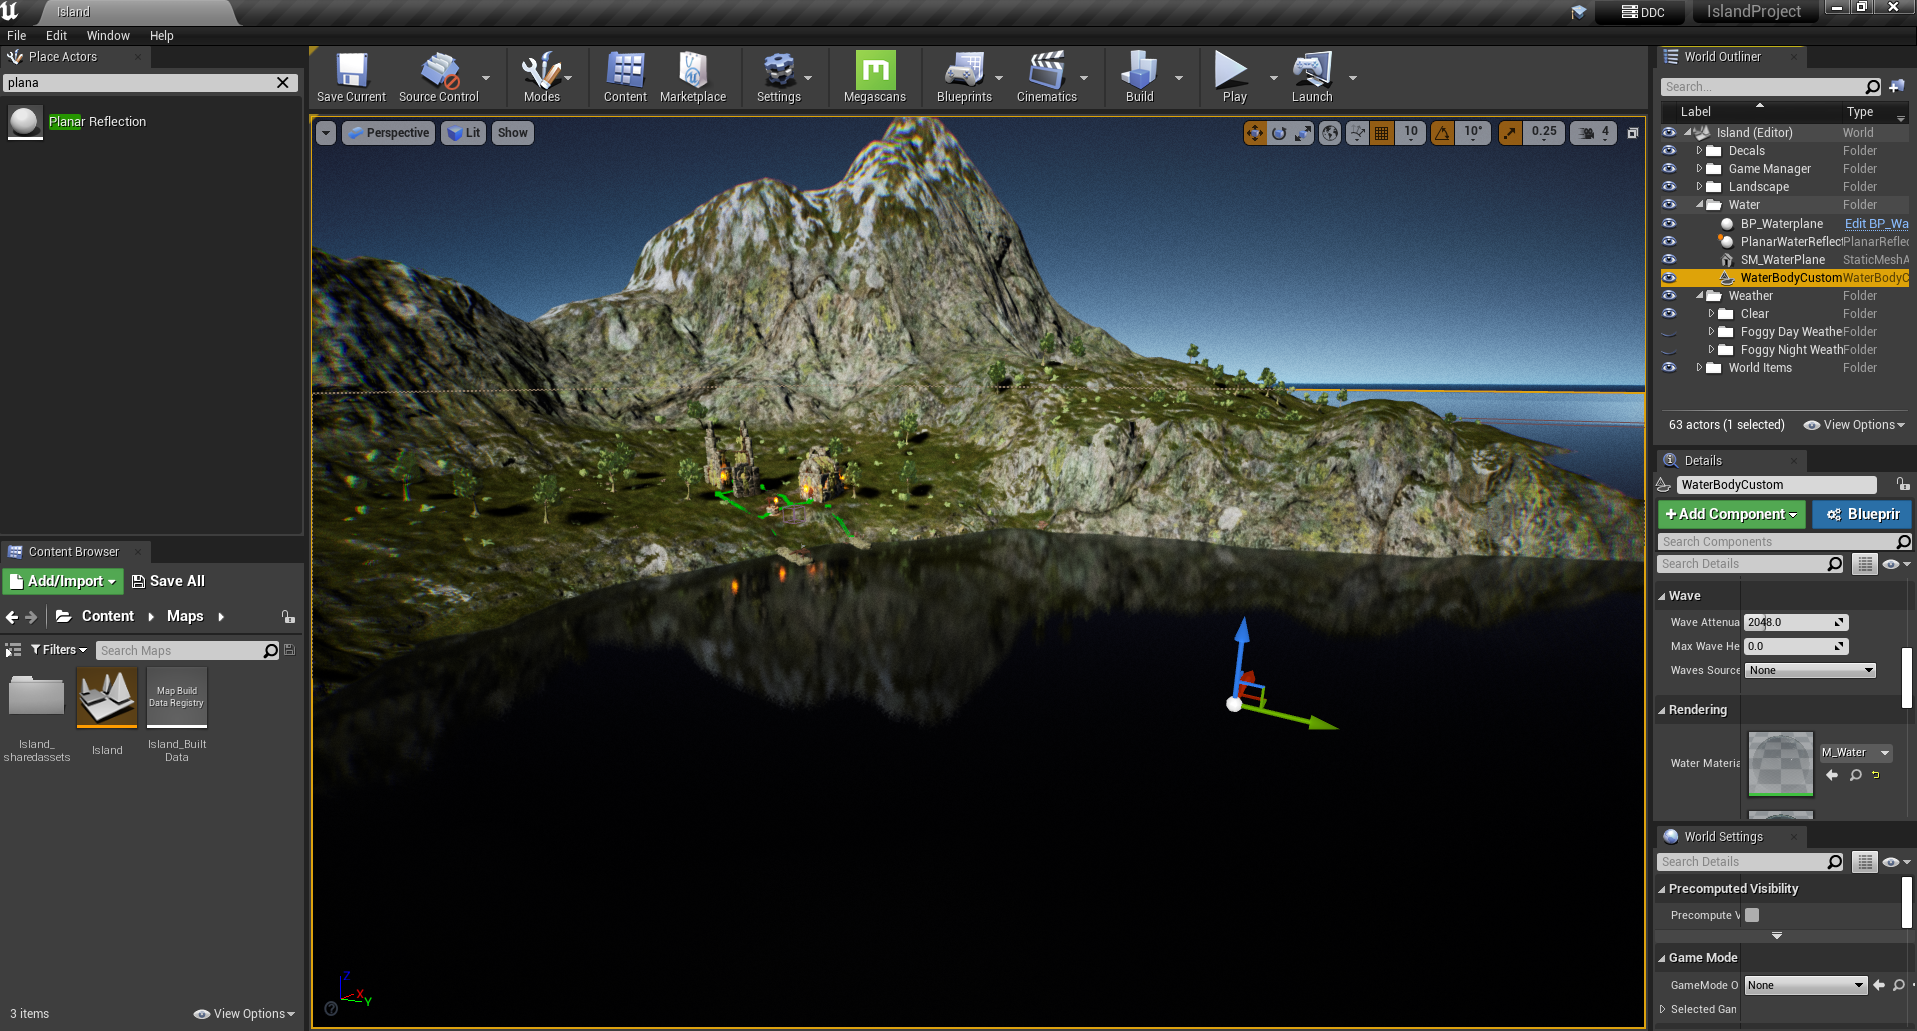 Island
DDC
IslandProject
File Edit Window Help
Place Actors
plana
Planar Reflection
Save Current
Source Control
Modes
Content
Marketplace
Settings
Megascans
Blueprints
Cinematics
Build
Play
Launch
Perspective
Lit
Show
10
10°
0.25
4
X
Y
Z
Content Browser
Add/Import
Save All
Content
Maps
Filters
Search Maps
Map Build
Data Registry
Island_
sharedassets
Island
Island_Built
Data
3 items
View Options
World Outliner
Search...
Label Type
Island (Editor) World
Decals Folder
Game Manager Folder
Landscape Folder
Water Folder
BP_Waterplane Edit BP_Wa
PlanarWaterReflect PlanarReflec
SM_WaterPlane StaticMeshA
WaterBodyCustom WaterBodyC
Weather Folder
Clear Folder
Foggy Day Weathe Folder
Foggy Night Weath Folder
World Items Folder
63 actors (1 selected)
View Options
Details
WaterBodyCustom
Add Component
Blueprir
Search Components
Search Details
Wave
Wave Attenua 2048.0
Max Wave He 0.0
Waves Source None
Rendering
Water Materia
M_Water
World Settings
Search Details
Precomputed Visibility
Precompute V
Game Mode
GameMode O None
Selected Gan